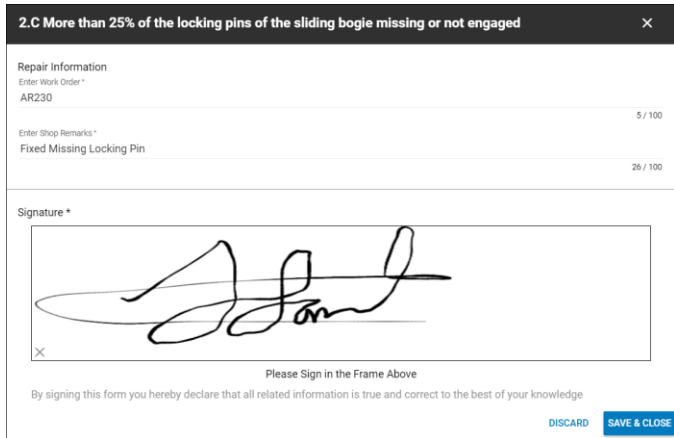 2.C More than 25% of the locking pins of the sliding bogie missing or not engaged
Repair Information
Enter Work Order *
AR230
5 / 100
Enter Shop Remarks *
Fixed Missing Locking Pin
26 / 100
Signature *
Please Sign in the Frame Above
By signing this form you hereby declare that all related information is true and correct to the best of your knowledge
DISCARD
SAVE & CLOSE